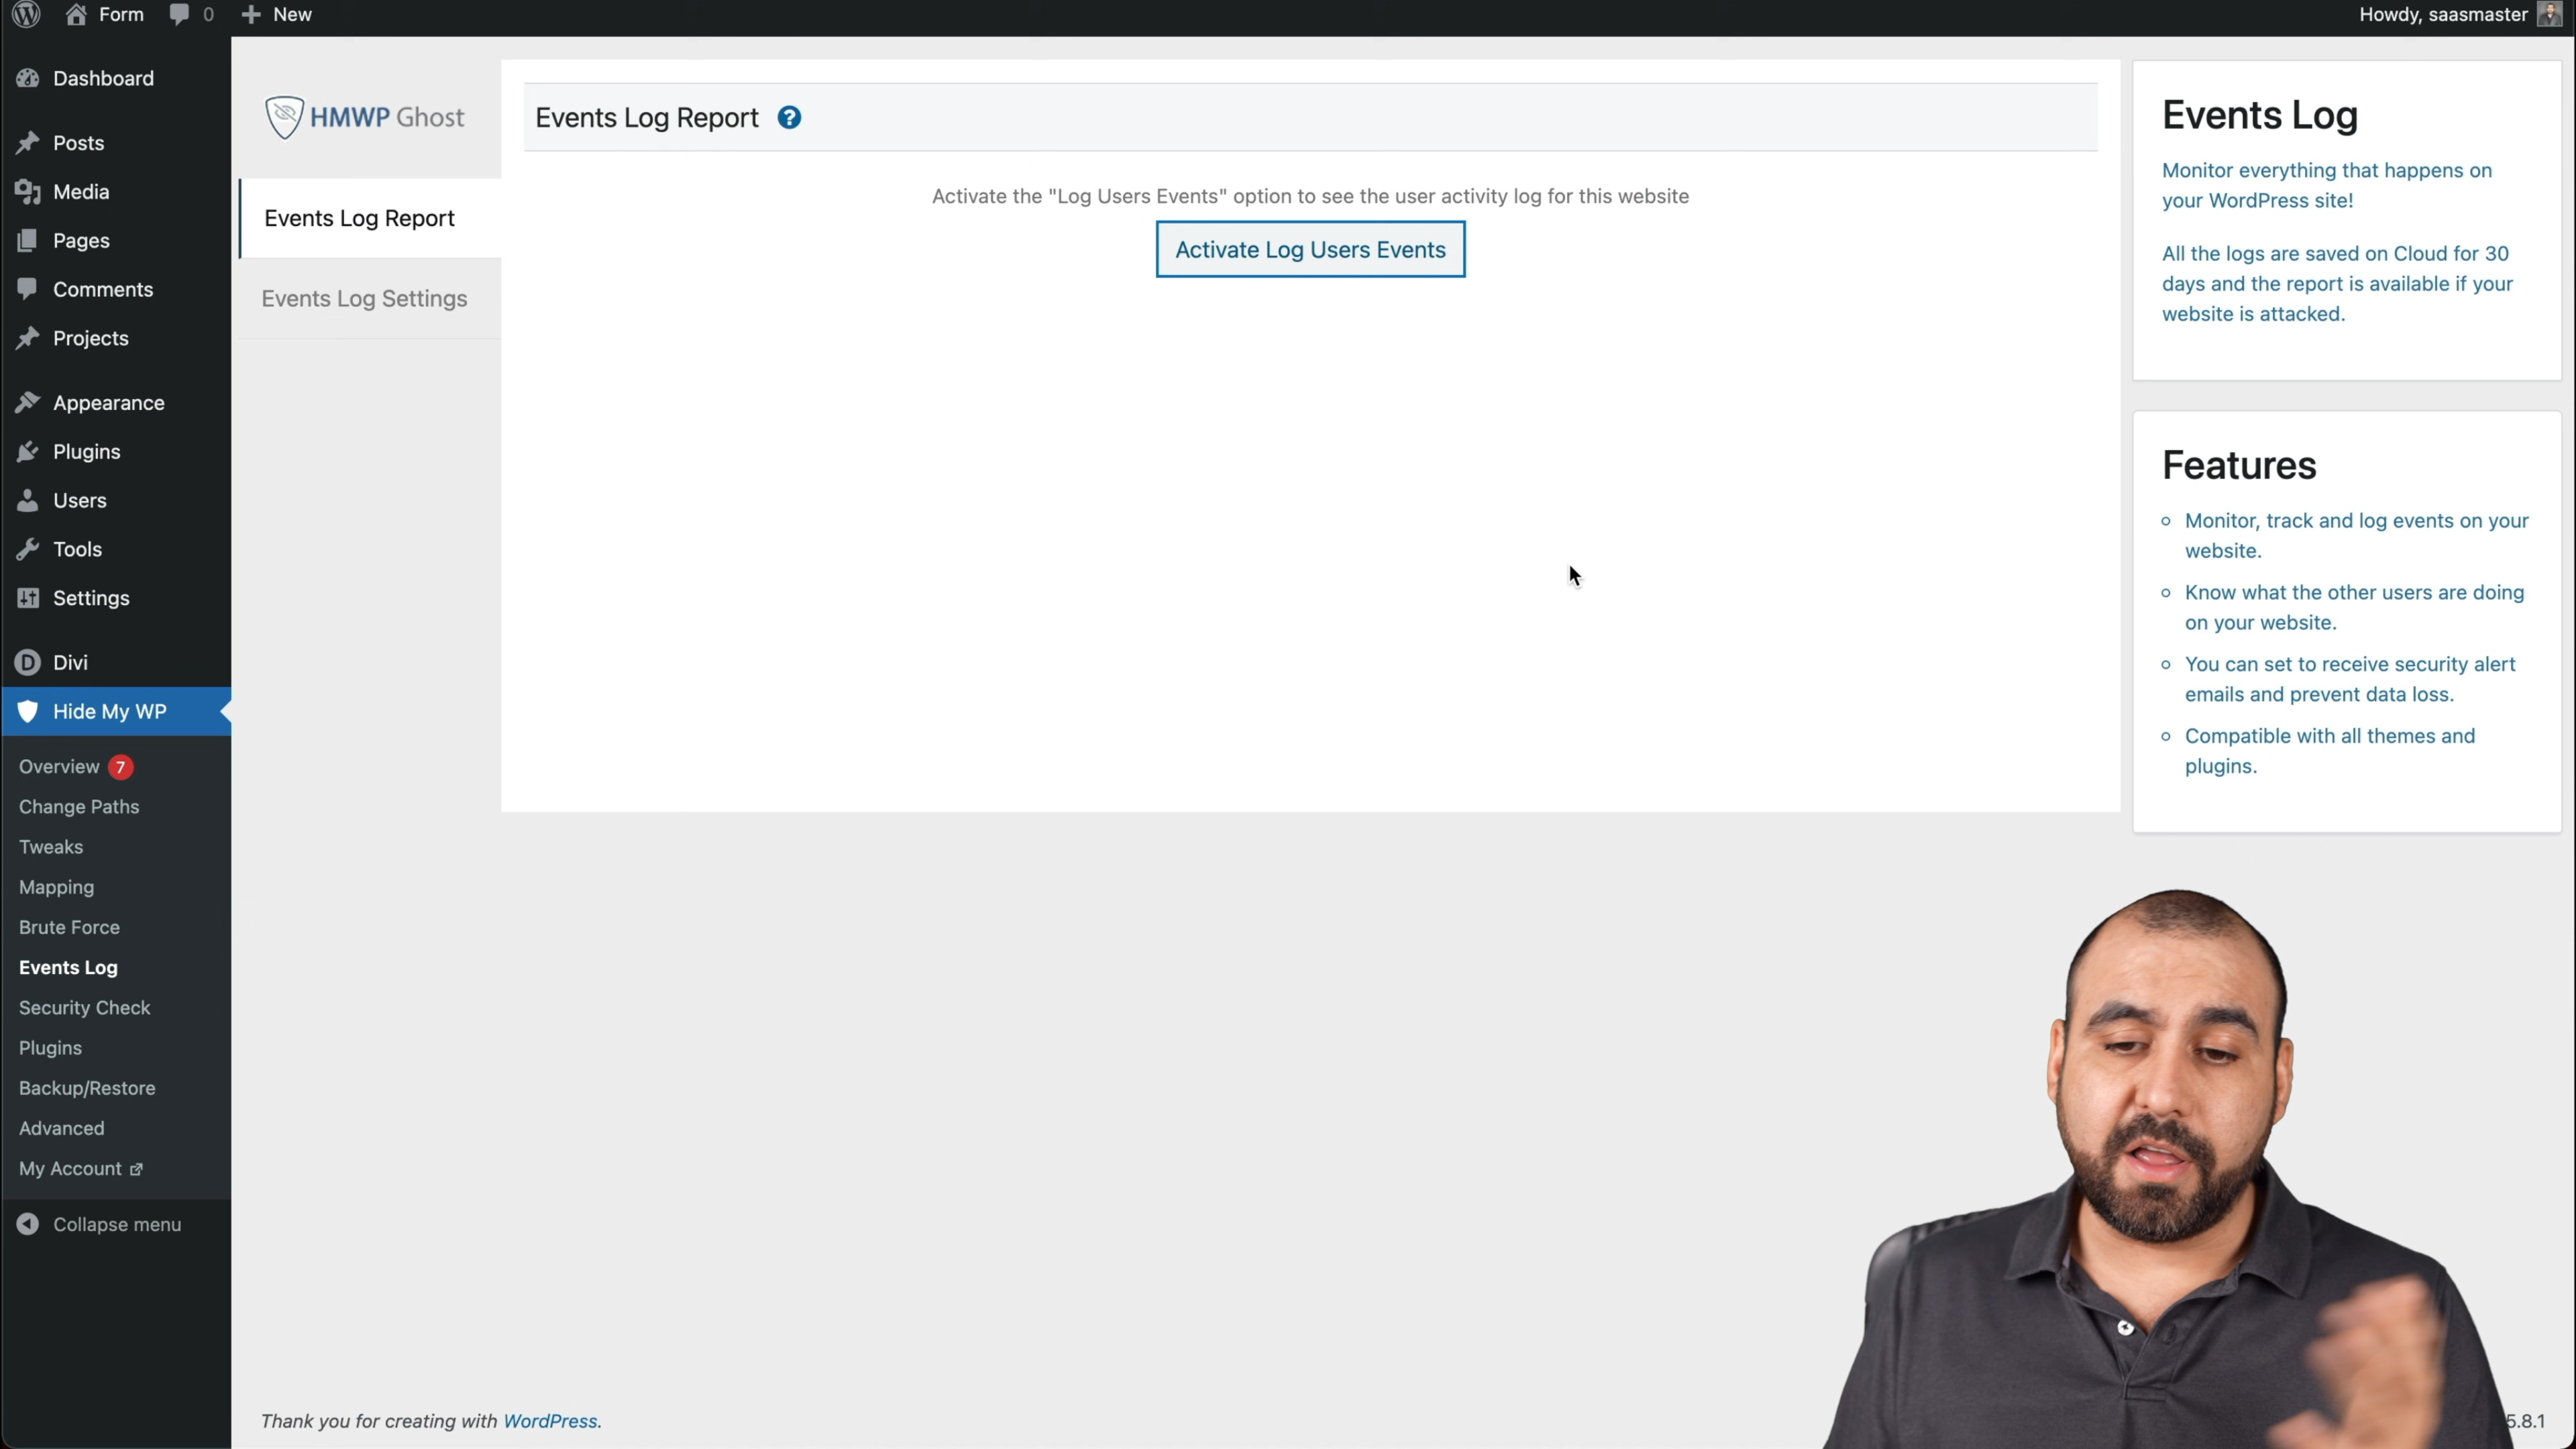 Form 0 New
Howdy, saasmaster
Dashboard
Posts
Media
Pages
Comments
Projects
Appearance
Plugins
Users
Tools
Settings
Divi
Hide My WP
Overview 7
Change Paths
Tweaks
Mapping
Brute Force
Events Log
Security Check
Plugins
Backup/Restore
Advanced
My Account
Collapse menu
HMWP Ghost
Events Log Report
Events Log Settings
Events Log Report ?
Activate the "Log Users Events" option to see the user activity log for this website
Activate Log Users Events
Events Log
Monitor everything that happens on
your WordPress site!
All the logs are saved on Cloud for 30
days and the report is available if your
website is attacked.
Features
Monitor, track and log events on your
website.
Know what the other users are doing
on your website.
You can set to receive security alert
emails and prevent data loss.
Compatible with all themes and
plugins.
Thank you for creating with WordPress.
5.8.1